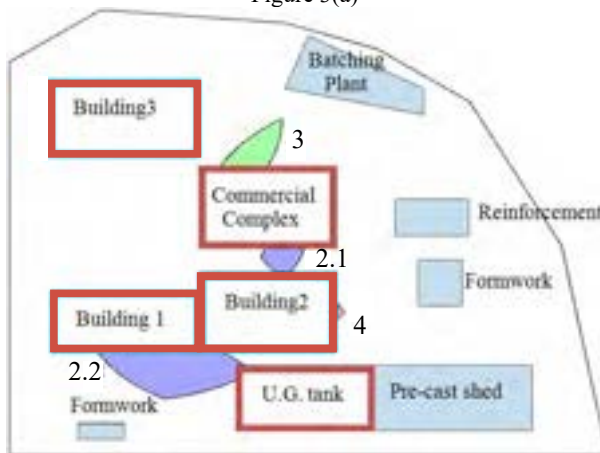 Figure 3(a)
Batching
Plant
Building3
3
Commercial
Complex
Reinforcement
2.1
Formwork
Building2
Building 1
4
2.2
U.G. tank
Pre-cast shed
Formwork